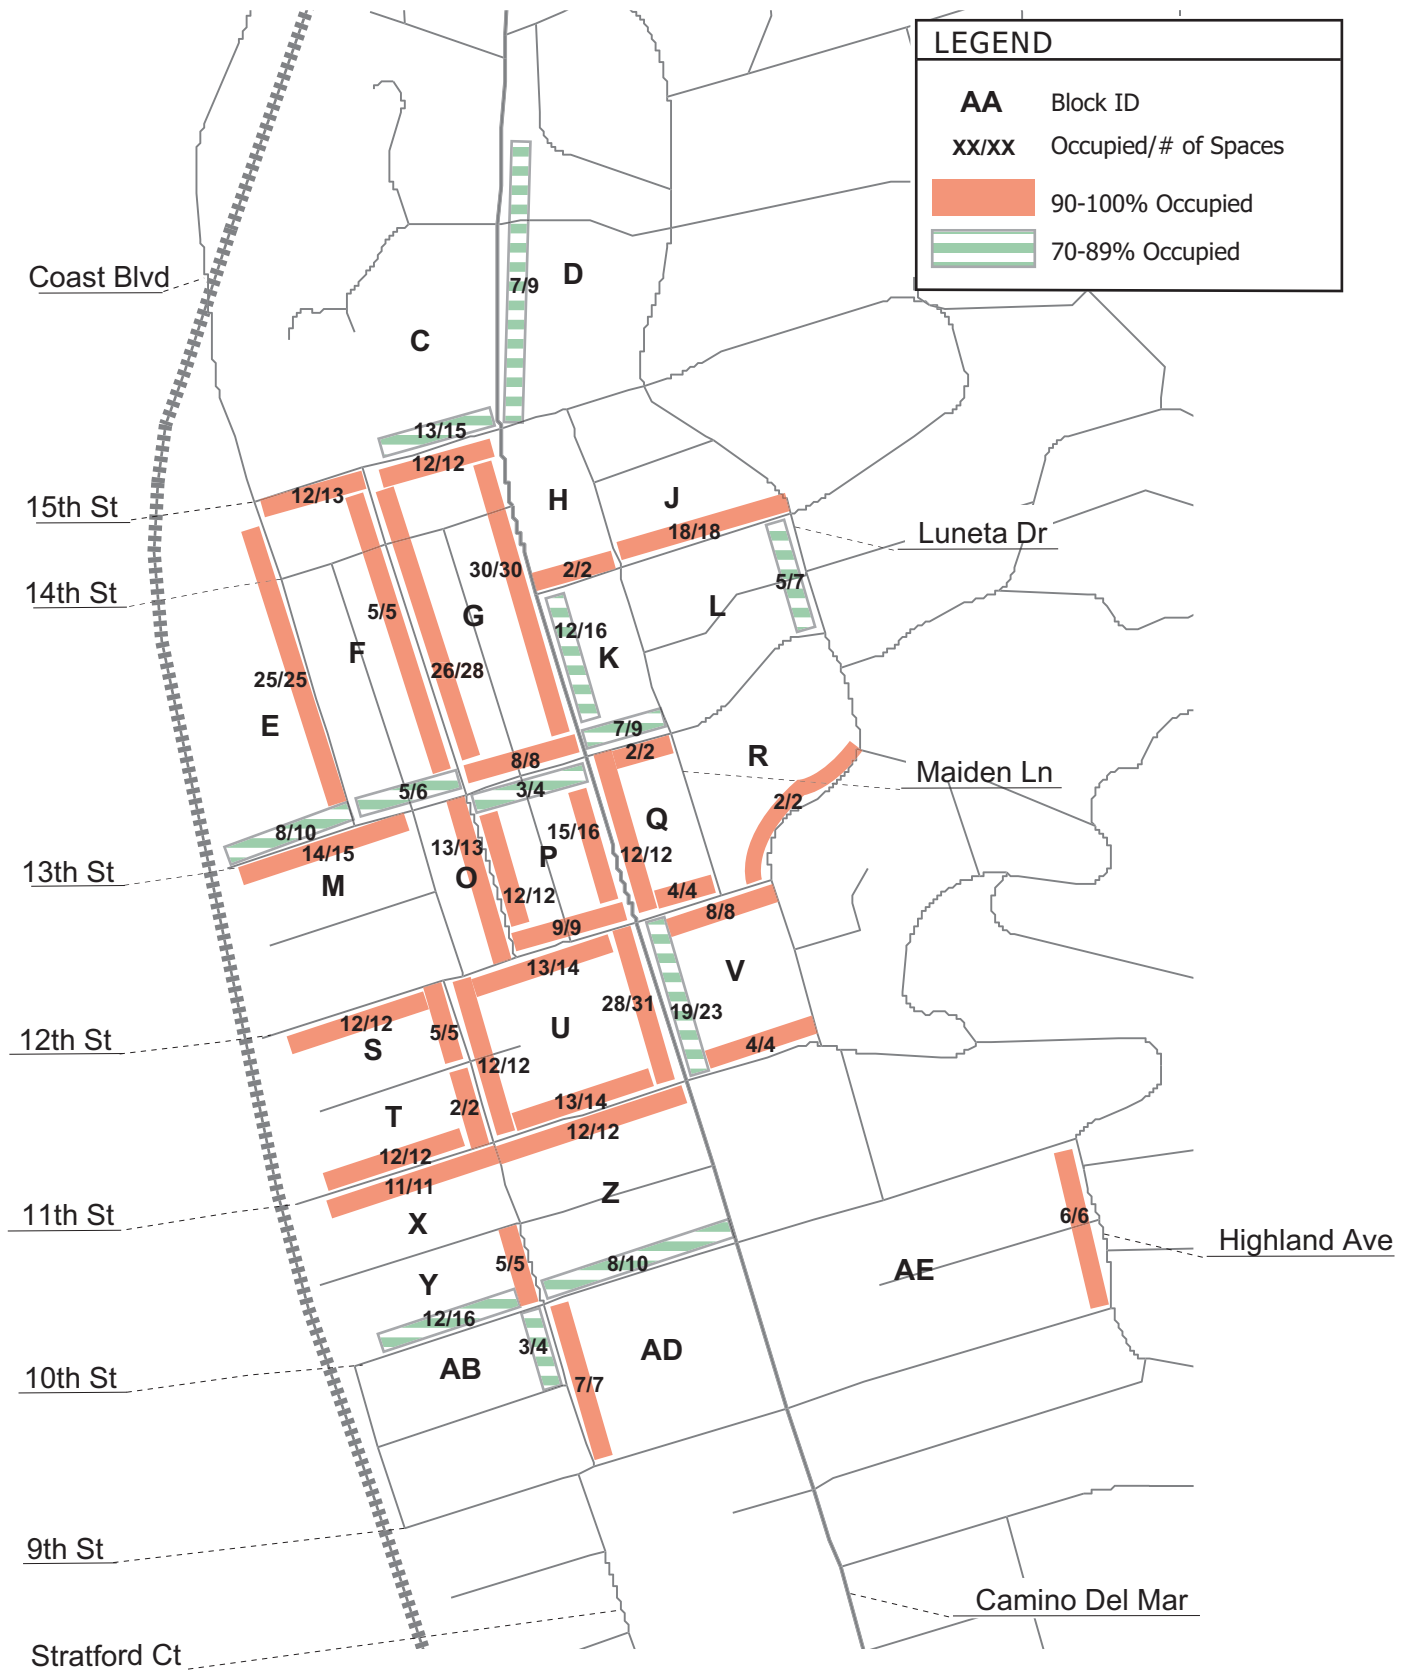 LEGEND
AA Block ID
XX/XX Occupied/# of Spaces
90-100% Occupied
70-89% Occupied
Coast Blvd
7/9
D
C
13/15
12/12
12/13
15th St
H
J
18/18
Luneta Dr
30/30
2/2
14th St
5/7
5/5
G
L
12/16
F
K
26/28
25/25
E
7/9
2/2
R
8/8
Maiden Ln
5/6
3/4
2/2
8/10
15/16
Q
14/15
13/13
P
12/12
13th St
M
O
12/12
4/4
9/9
8/8
13/14
V
28/31
19/23
12/12
5/5
U
12th St
S
4/4
12/12
13/14
T
2/2
12/12
12/12
11/11
Z
11th St
X
6/6
Highland Ave
5/5
8/10
AE
Y
12/16
3/4
AD
AB
10th St
7/7
9th St
Camino Del Mar
Stratford Ct